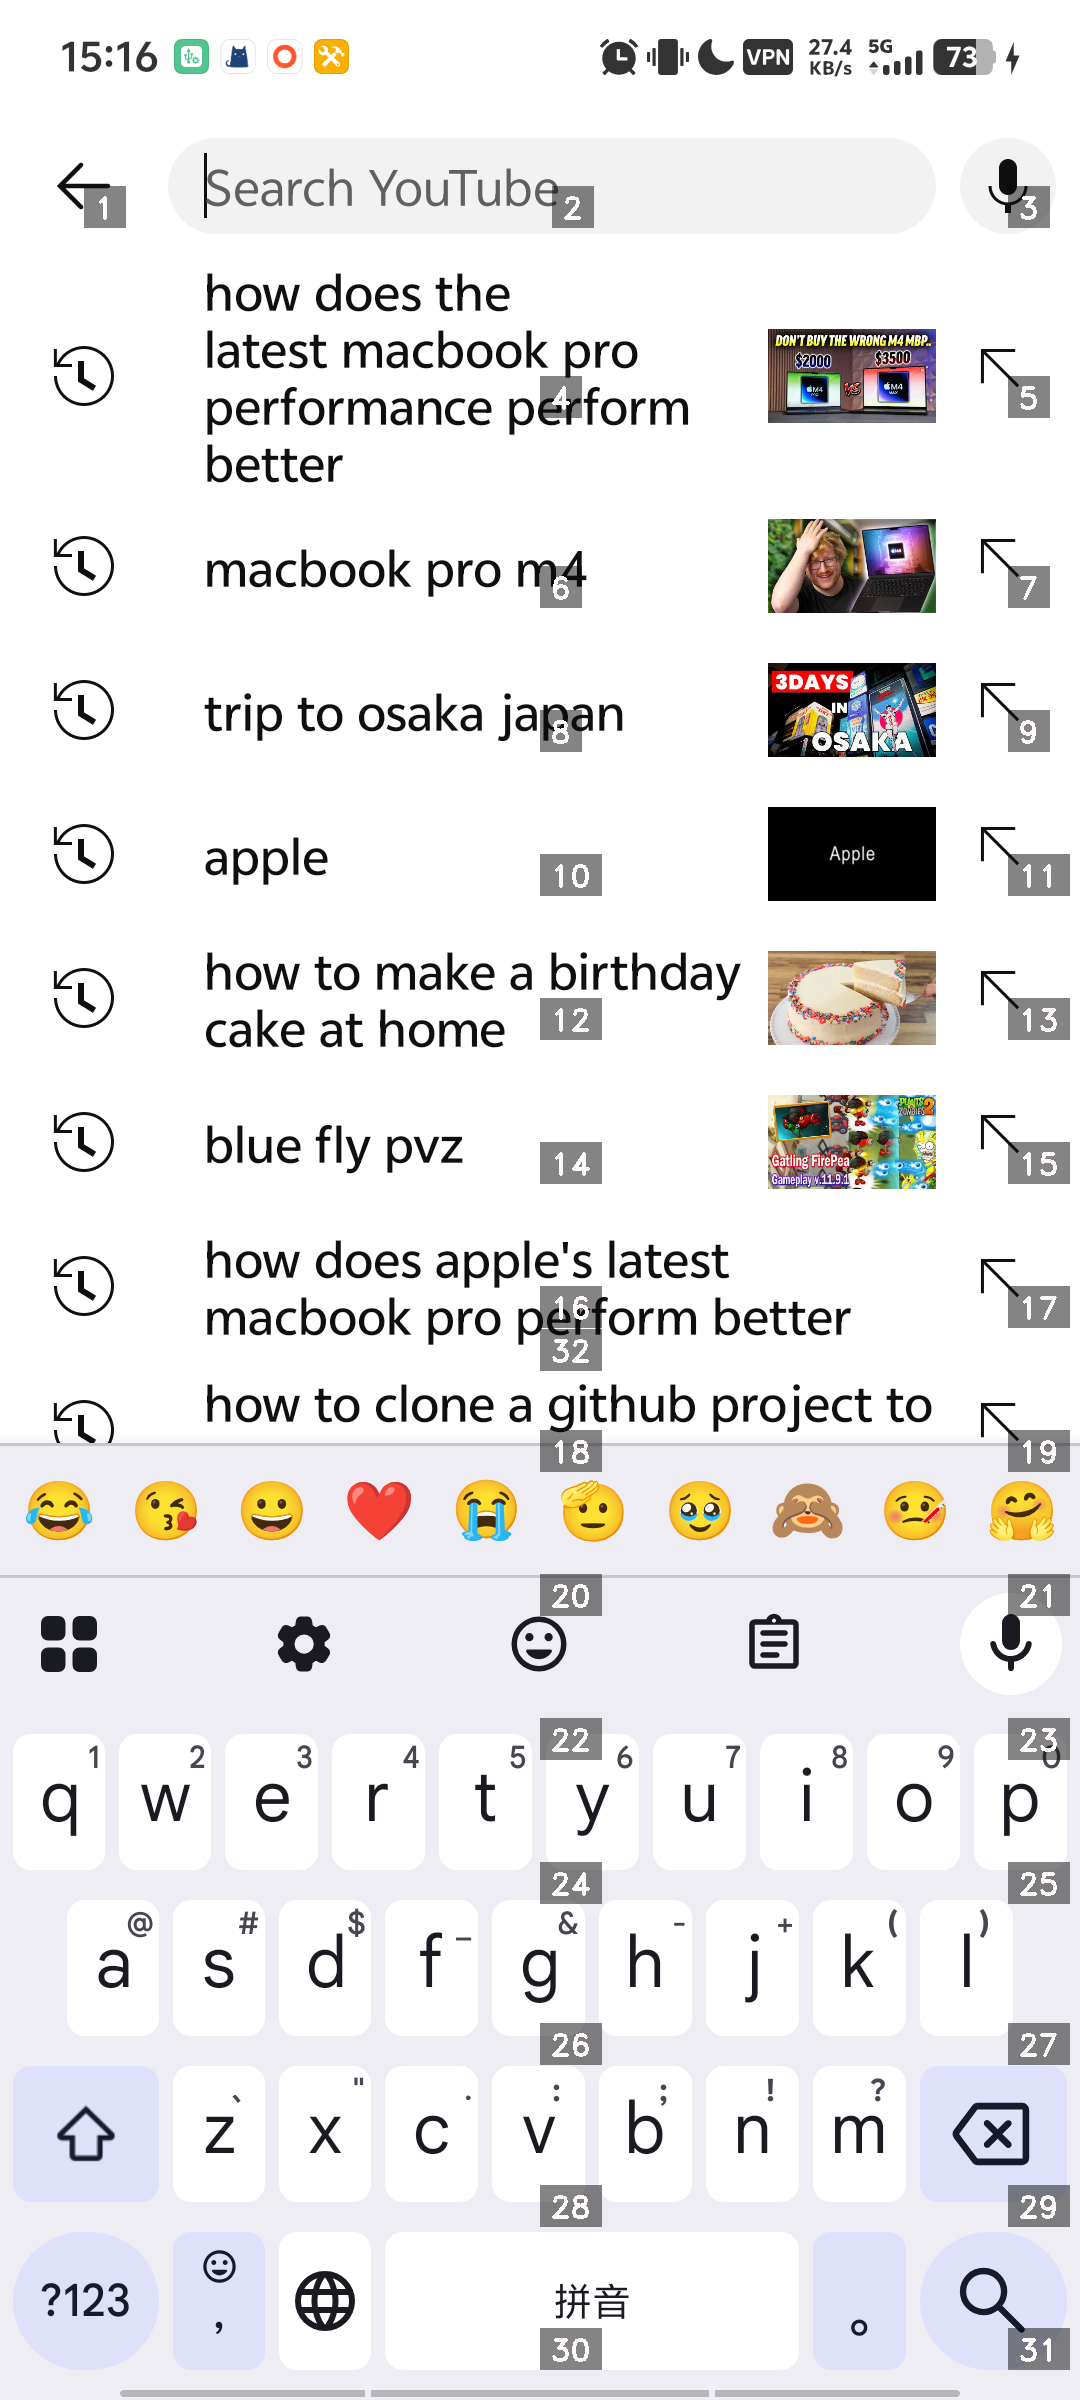 15:16
VPN
27.4
KB/s
5G
73
1
Search YouTube
2
3
how does the
latest macbook pro
performance perform
better
4
DON'T BUY THE WRONG M4 MBP..
$2000
$3500
M4
PRO
VS
M4
MAX
5
macbook pro m4
6
7
trip to osaka japan
8
3DAYS
IN
OSAKA
9
apple
10
Apple
11
how to make a birthday
cake at home
12
13
blue fly pvz
14
Gatling FirePea
Gameplay v.11.9.1
15
how does apple's latest
macbook pro perform better
16
32
17
how to clone a github project to
18
19
20
21
22
23
1 2 3 4 5 6 7 8 9 0
q w e r t y u i o p
24
25
@ # $ _ & - + ( )
a s d f g h j k l
26
27
、 " . : ; ! ?
z x c v b n m
28
29
?123
,
拼音
。
30
31